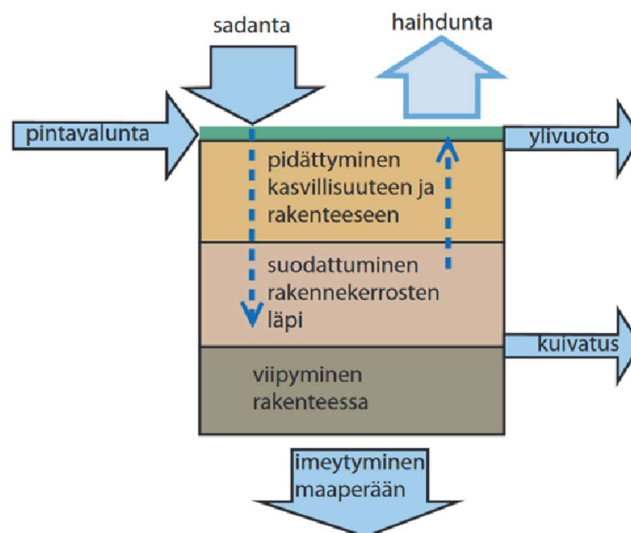 sadanta
haihdunta
pintavalunta
ylivuoto
pidättyminen
kasvillisuuteen ja
rakenteeseen
suodattuminen
rakennekerrosten
läpi
kuivatus
viipyminen
rakenteessa
imeytyminen
maaperään